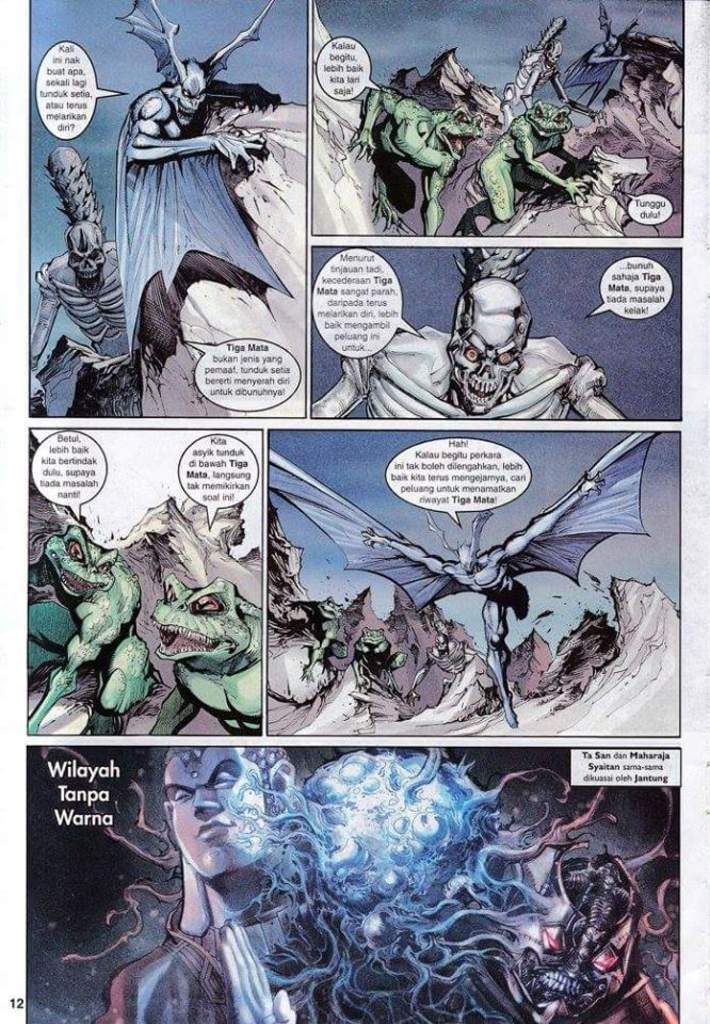 Kali
ini nak
buat apa,
sekali lagi
tunduk setia,
atau terus
melarikan
diri?
Tiga Mata
bukan jenis yang
pemaaf, tunduk setia
bererti menyerah diri
untuk dibunuhnya!
Kalau
begitu,
lebih baik
kita lari
saja!
Tunggu
dulu!
Menurut
tinjauan tadi,
kecederaan Tiga
Mata sangat parah,
daripada terus
melarikan diri, lebih
baik mengambil
peluang ini
untuk...
...bunuh
sahaja Tiga
Mata, supaya
tiada masalah
kelak!
Betul,
lebih baik
kita bertindak
dulu, supaya
tiada masalah
nanti!
Kita
asyik tunduk
di bawah Tiga
Mata, langsung
tak memikirkan
soal ini!
Hah!
Kalau begitu perkara
ini tak boleh dilengahkan, lebih
baik kita terus mengejarnya, cari
peluang untuk menamatkan
riwayat Tiga Mata!
Wilayah
Tanpa
Warna
Ta San dan Maharaja
Syaitan sama-sama
dikuasai oleh Jantung
12